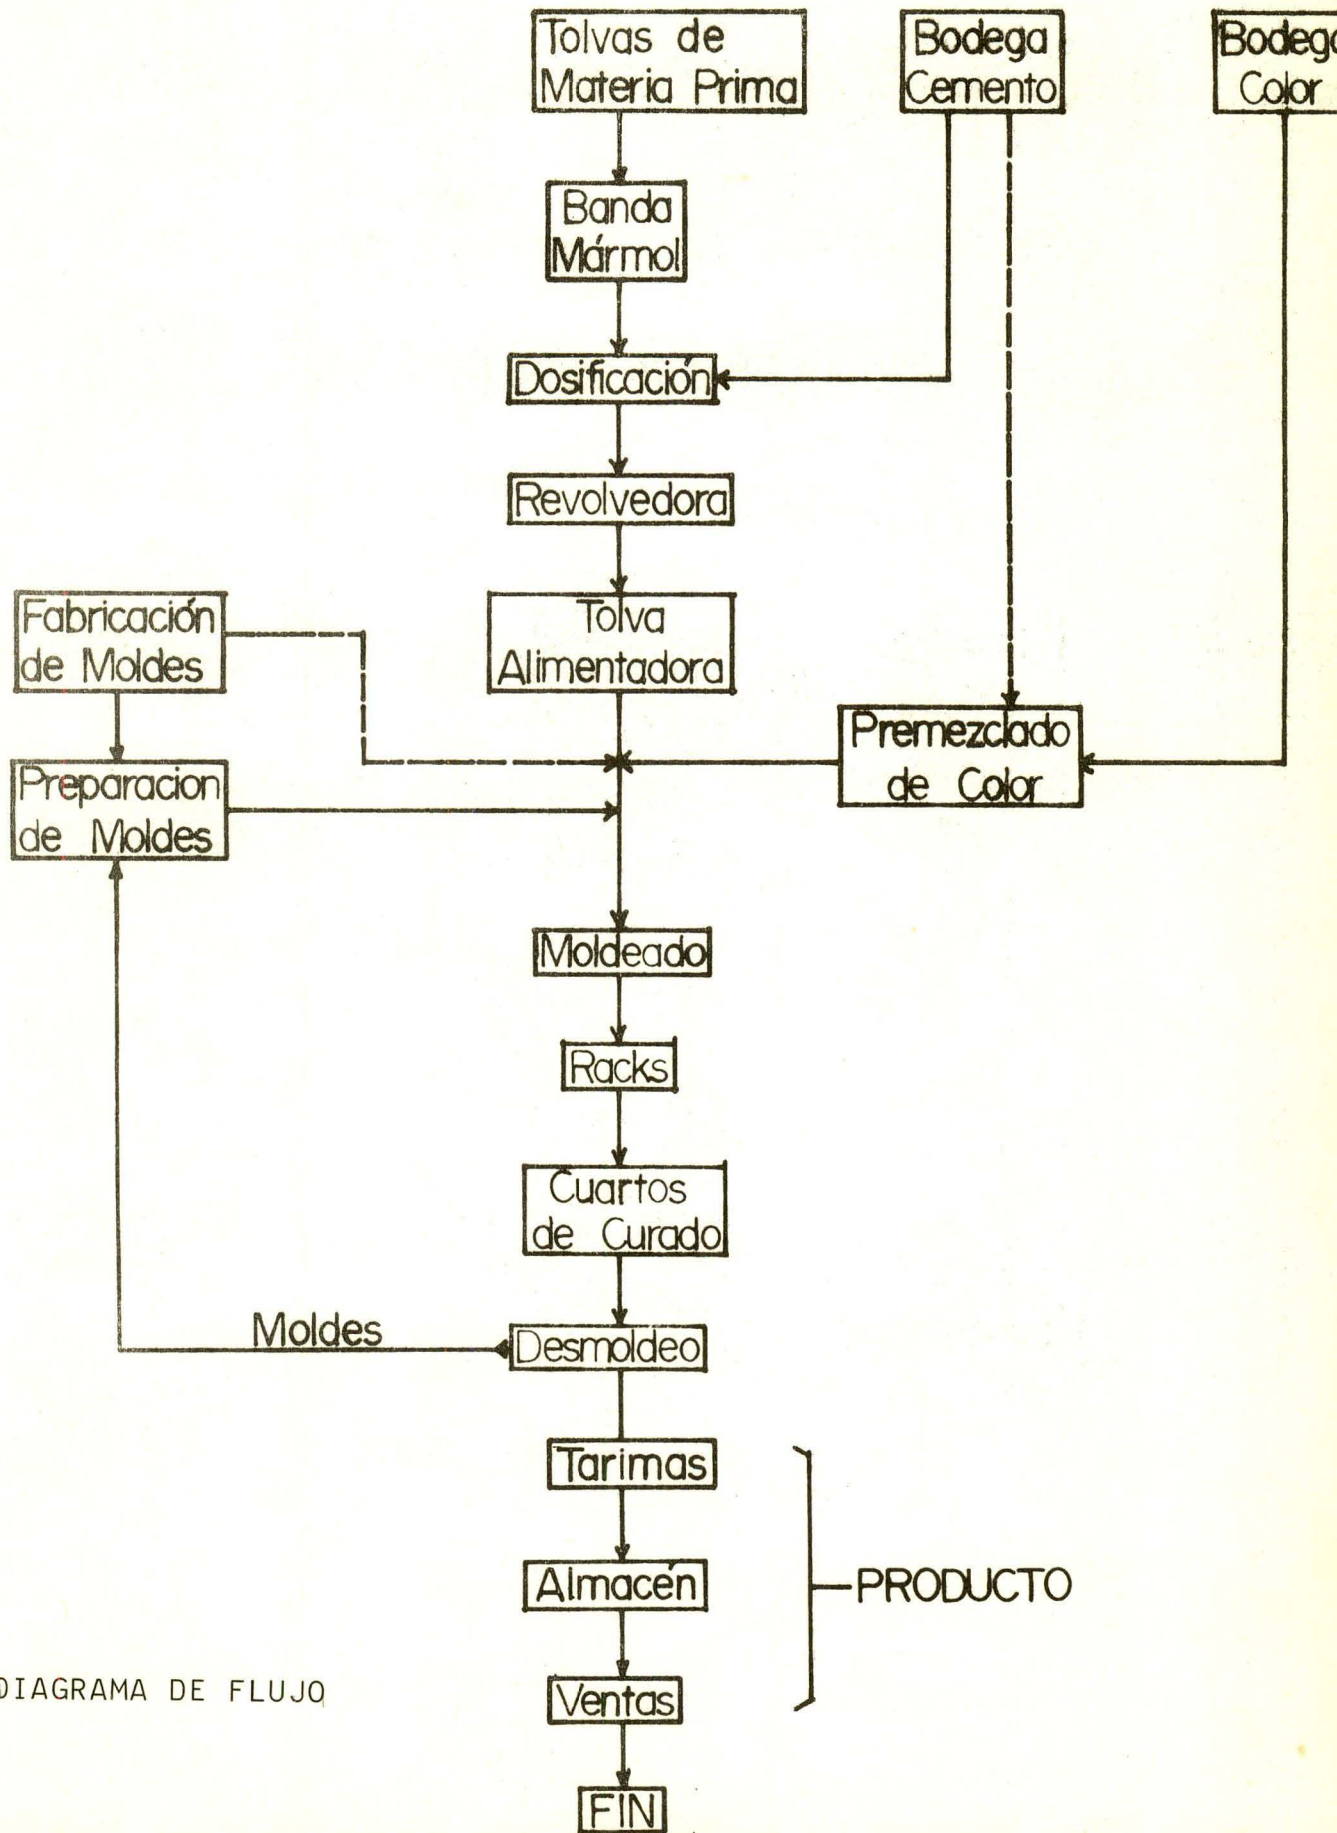 Tolvas de
Materia Prima
Bodega
Cemento
Bodega
Color
Banda
Mármol
Dosificación
Revolvedora
Tolva
Alimentadora
Fabricación
de Moldes
Premezclado
de Color
Preparacion
de Moldes
Moldeado
Racks
Cuartos
de Curado
Moldes
Desmoldeo
Tarimas
Almacén
PRODUCTO
Ventas
DIAGRAMA DE FLUJO
FIN